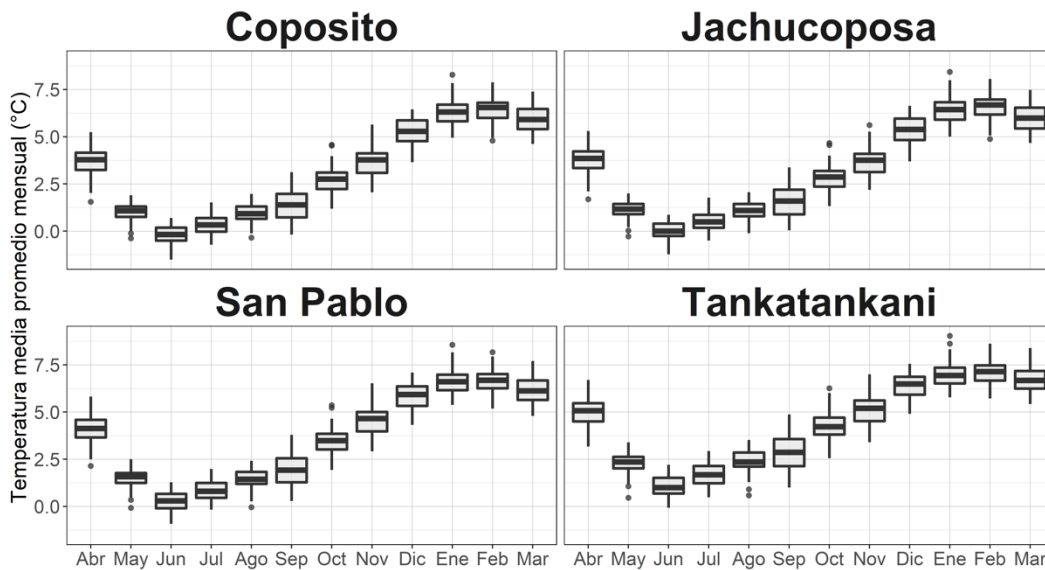 Coposito
Jachucoposa
Temperatura media promedio mensual (°C)
7.5
5.0
2.5
0.0
San Pablo
Tankatankani
7.5
5.0
2.5
0.0
Abr May Jun Jul Ago Sep Oct Nov Dic Ene Feb Mar
Abr May Jun Jul Ago Sep Oct Nov Dic Ene Feb Mar